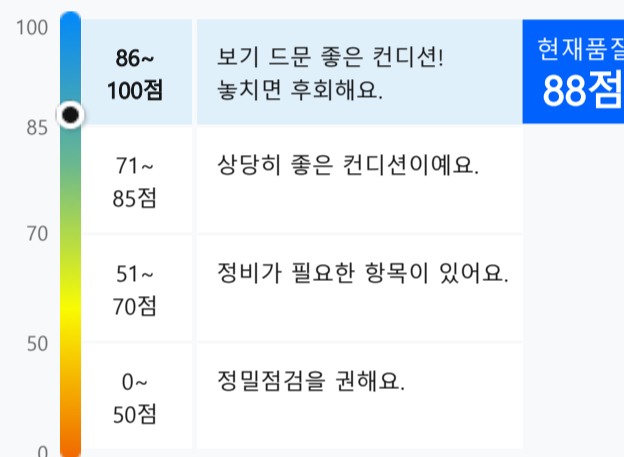 100
85
70
50
0
86~
100점
보기 드문 좋은 컨디션!
놓치면 후회해요.
현재품질
88점
71~
85점
상당히 좋은 컨디션이예요.
51~
70점
정비가 필요한 항목이 있어요.
0~
50점
정밀점검을 권해요.